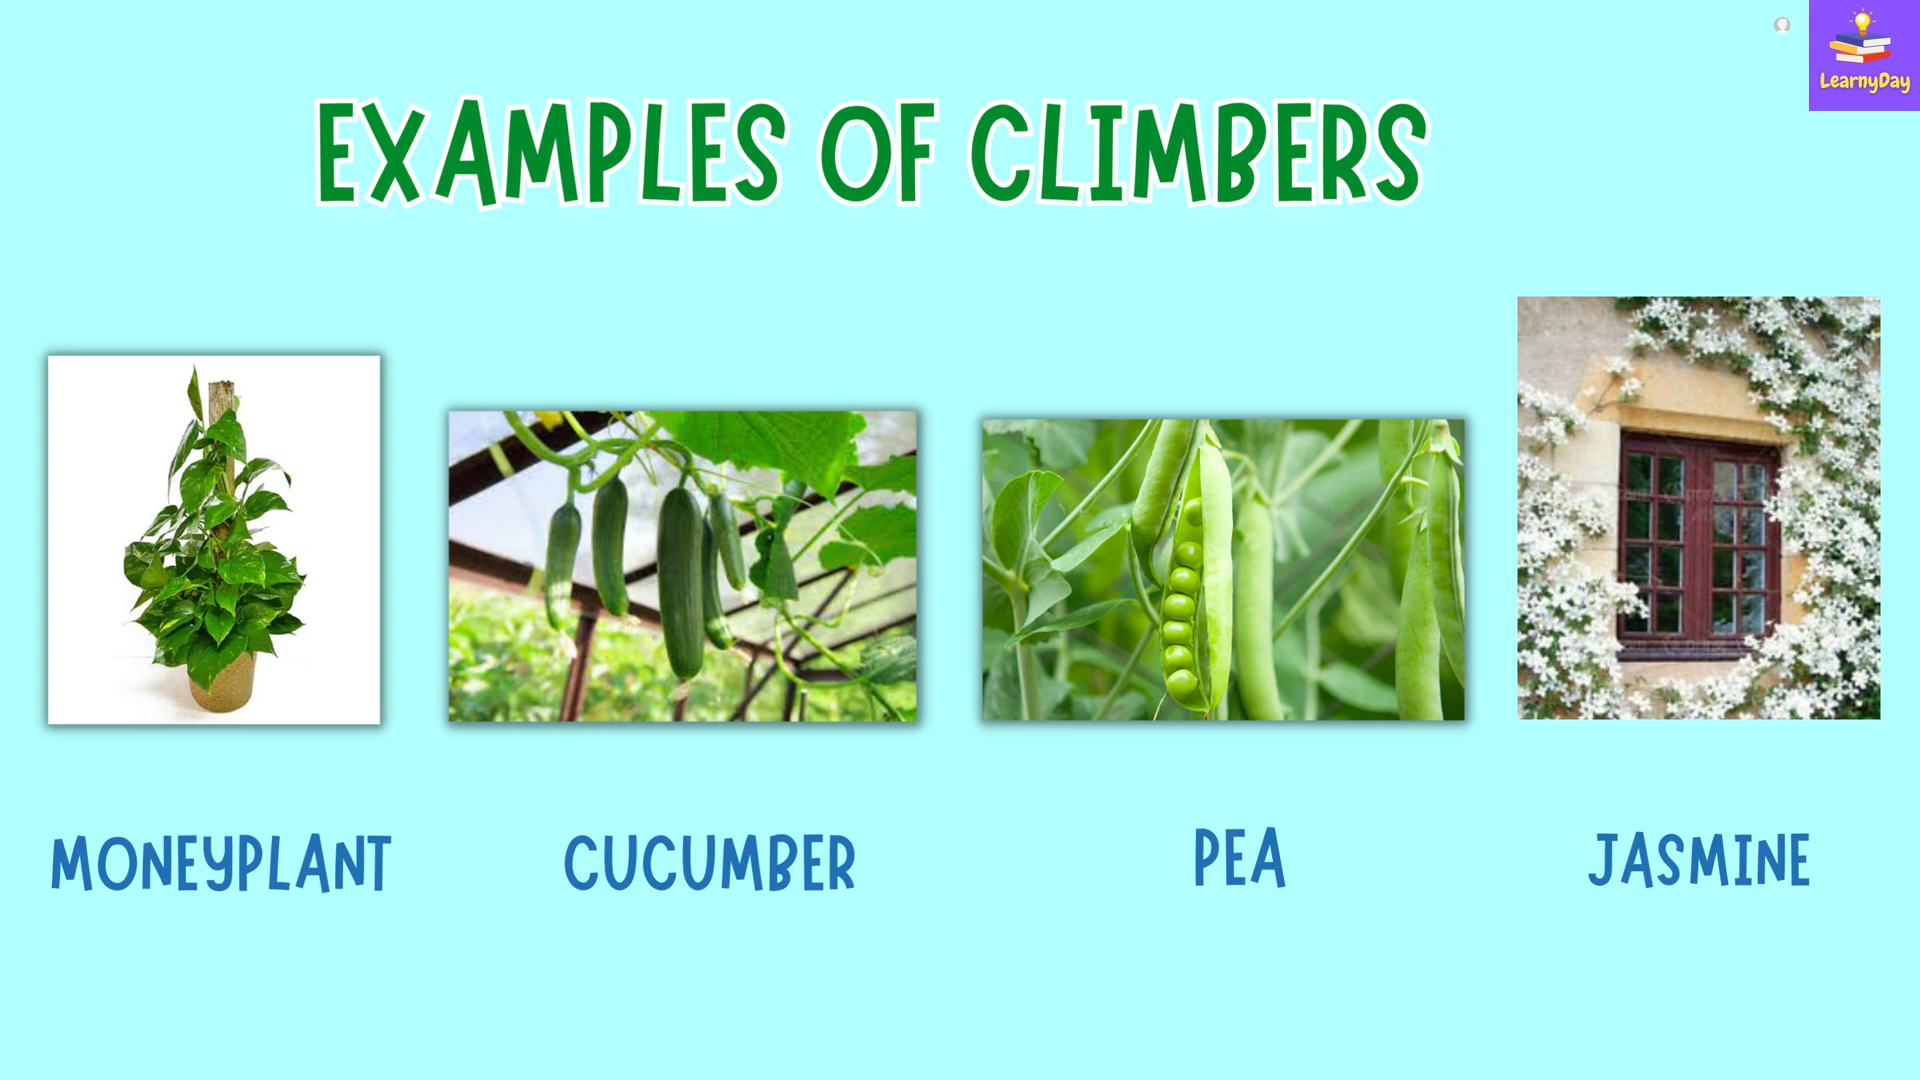 LearnyDay
EXAMPLES OF CLIMBERS
MONEYPLANT
CUCUMBER
PEA
JASMINE